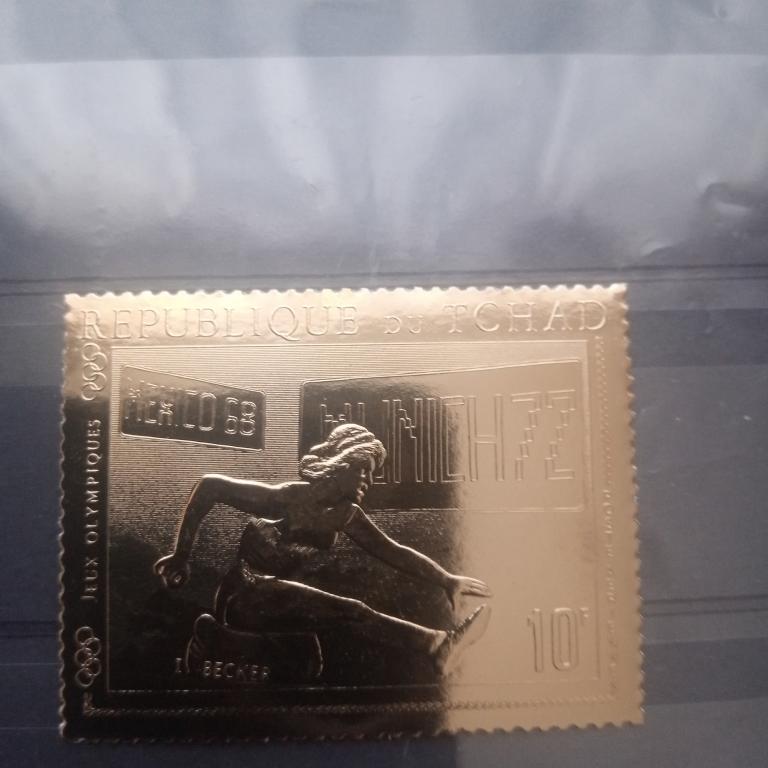 REPUBLIQUE DU TCHAD
JEUX OLYMPIQUES
MEXICO 68
MUNICH 72
I. BECKER
10F